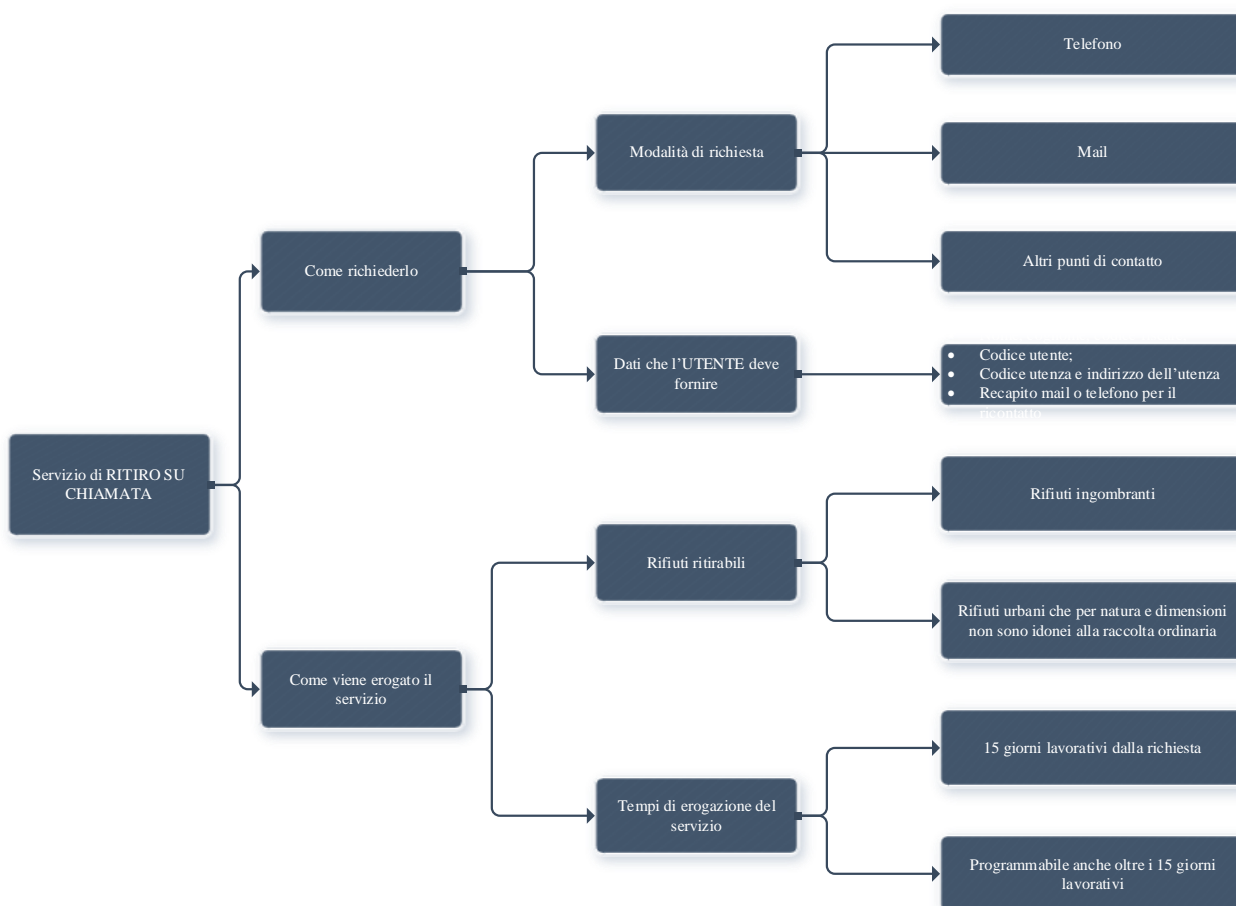 Servizio di RITIRO SU
CHIAMATA
Come richiederlo
Modalità di richiesta
Telefono
Mail
Altri punti di contatto
Dati che l'UTENTE deve
fornire
• Codice utente;
• Codice utenza e indirizzo dell'utenza
• Recapito mail o telefono per il
ricontatto
Come viene erogato il
servizio
Rifiuti ritirabili
Rifiuti ingombranti
Rifiuti urbani che per natura e dimensioni
non sono idonei alla raccolta ordinaria
Tempi di erogazione del
servizio
15 giorni lavorativi dalla richiesta
Programmabile anche oltre i 15 giorni
lavorativi